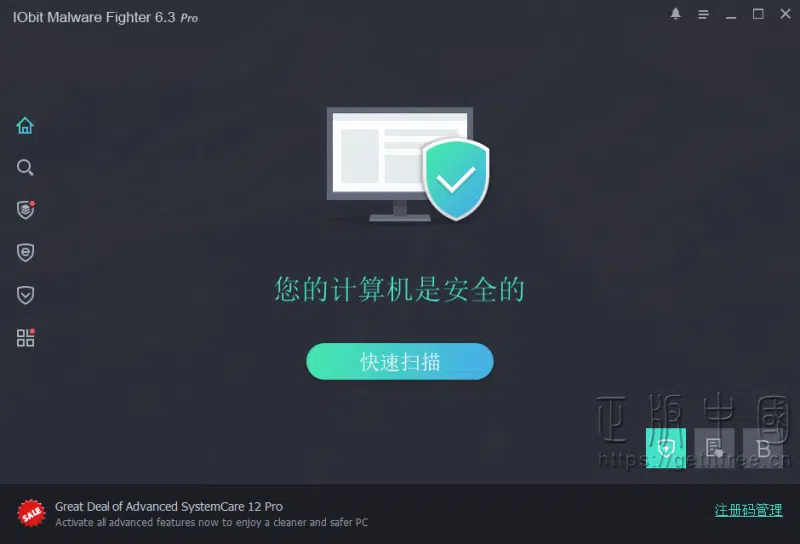 IObit Malware Fighter 6.3 Pro
您的计算机是安全的
快速扫描
正版中國
B
https://getitfree.cn
SALE
Great Deal of Advanced SystemCare 12 Pro
Activate all advanced features now to enjoy a cleaner and safer PC
注册码管理